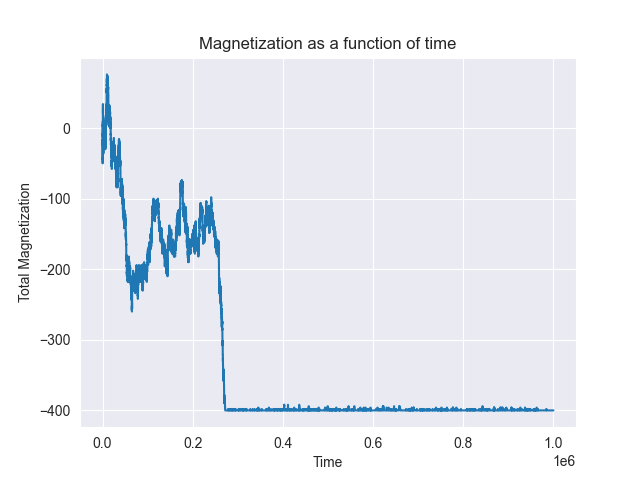 Magnetization as a function of time
Total Magnetization
0
−100
−200
−300
−400
0.0 0.2 0.4 0.6 0.8 1.0
1e6
Time